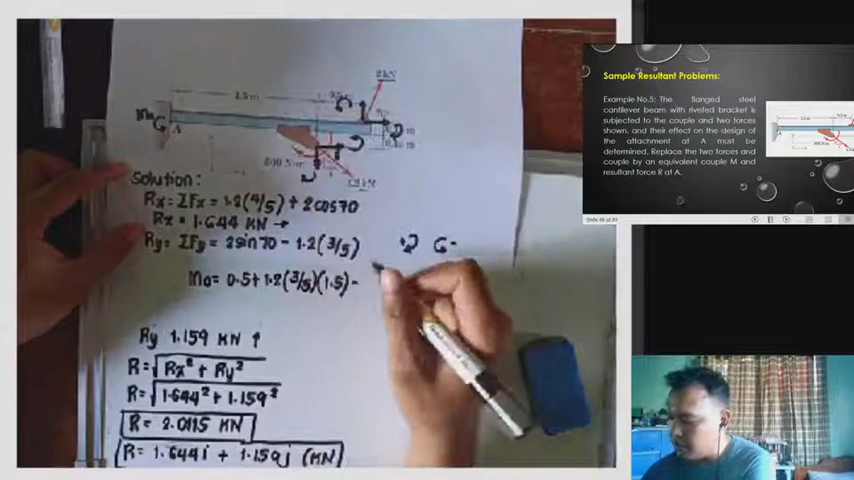 2 kN
1.5 m
Mo
A
500 N·m
1.2 kN
Solution:
Rx = ΣFx = 1.2(4/5) + 2cos70
Rx = 1.644 KN →
Ry = ΣFy = 2sin70 - 1.2(3/5)
Mo = 0.5 + 1.2(3/5)(1.5) -
Ry 1.159 KN ↑
R = √Rx² + Ry²
R = √1.644² + 1.159²
R = 2.0115 KN
R = 1.644i + 1.159j (KN)
Sample Resultant Problems:
Example No.5: The flanged steel
cantilever beam with riveted bracket is
subjected to the couple and two forces
shown, and their effect on the design of
the attachment at A must be
determined. Replace the two forces and
couple by an equivalent couple M and
resultant force R at A.
A